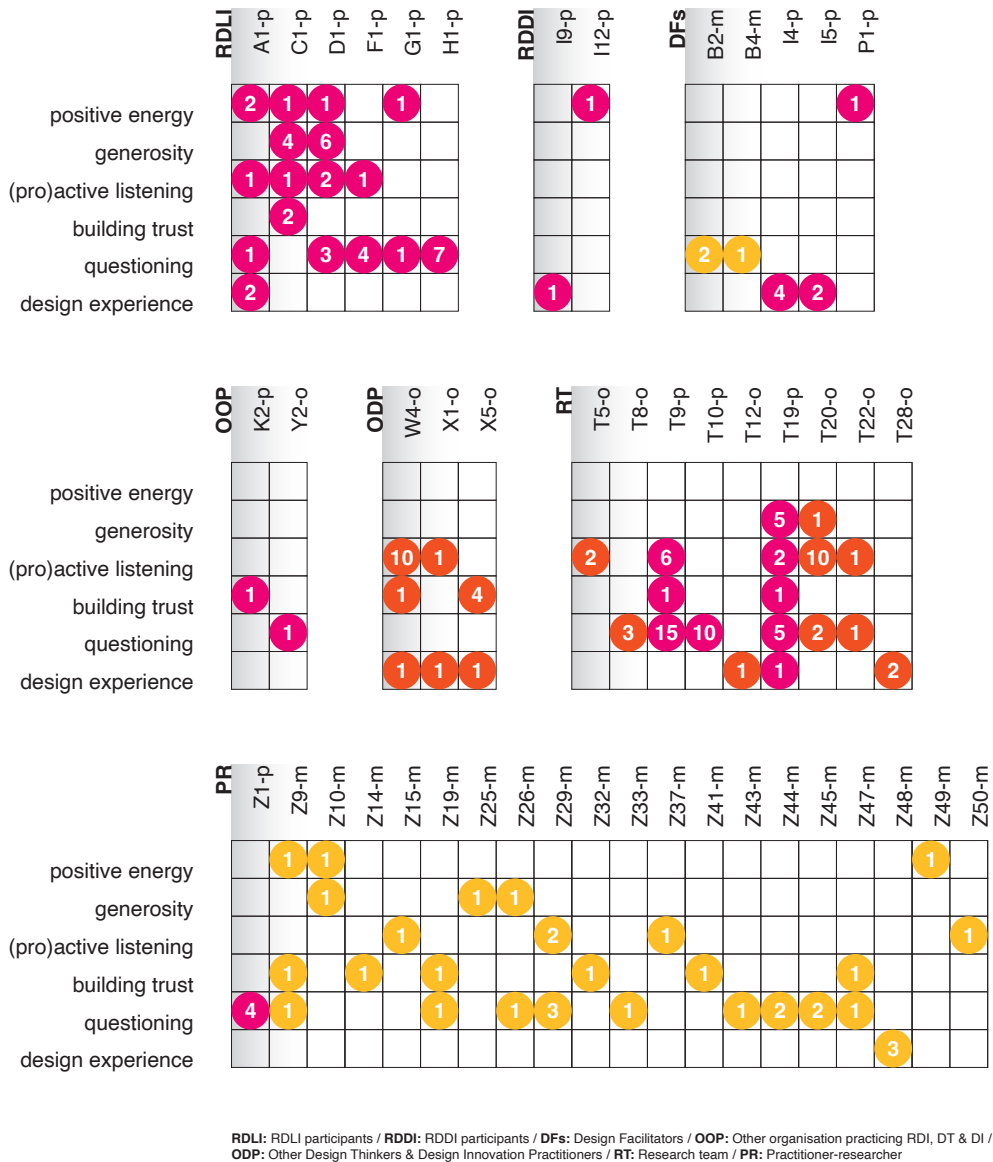 RDLI A1-p C1-p D1-p F1-p G1-p H1-p RDDI I9-p I12-p DFs B2-m B4-m I4-p I5-p P1-p
positive energy 2 1 1 1 1 1
generosity 4 6
(pro)active listening 1 1 2 1
building trust 2
questioning 1 3 4 1 7 2 1
design experience 2 1 4 2
OOP K2-p Y2-o ODP W4-o X1-o X5-o RT T5-o T8-o T9-p T10-p T12-o T19-p T20-o T22-o T28-o
positive energy
generosity 5 1
(pro)active listening 10 1 2 6 2 10 1
building trust 1 1 4 1 1
questioning 1 3 15 10 5 2 1
design experience 1 1 1 1 1 2
PR Z1-p Z9-m Z10-m Z14-m Z15-m Z19-m Z25-m Z26-m Z29-m Z32-m Z33-m Z37-m Z41-m Z43-m Z44-m Z45-m Z47-m Z48-m Z49-m Z50-m
positive energy 1 1 1
generosity 1 1 1
(pro)active listening 1 2 1 1
building trust 1 1 1 1 1 1
questioning 4 1 1 1 3 1 1 2 2 1
design experience 3
RDLI: RDLI participants / RDDI: RDDI participants / DFs: Design Facilitators / OOP: Other organisation practicing RDI, DT & DI /
ODP: Other Design Thinkers & Design Innovation Practitioners / RT: Research team / PR: Practitioner-researcher